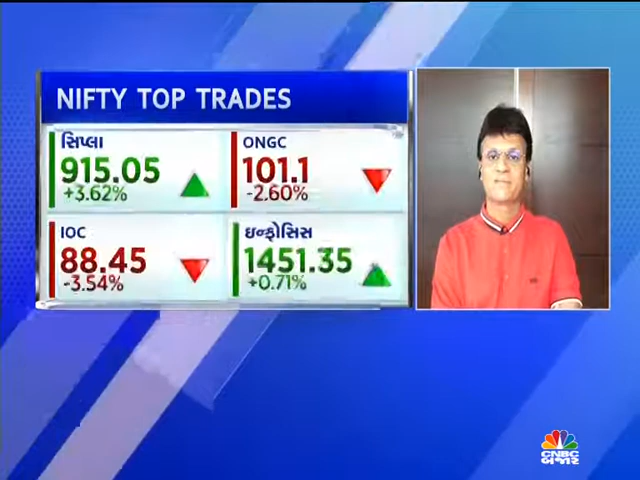 NIFTY TOP TRADES
સિપ્લા
915.05
+3.62%
ONGC
101.1
-2.60%
IOC
88.45
-3.54%
ઇન્ફોસિસ
1451.35
+0.71%
CNBC
બજાર